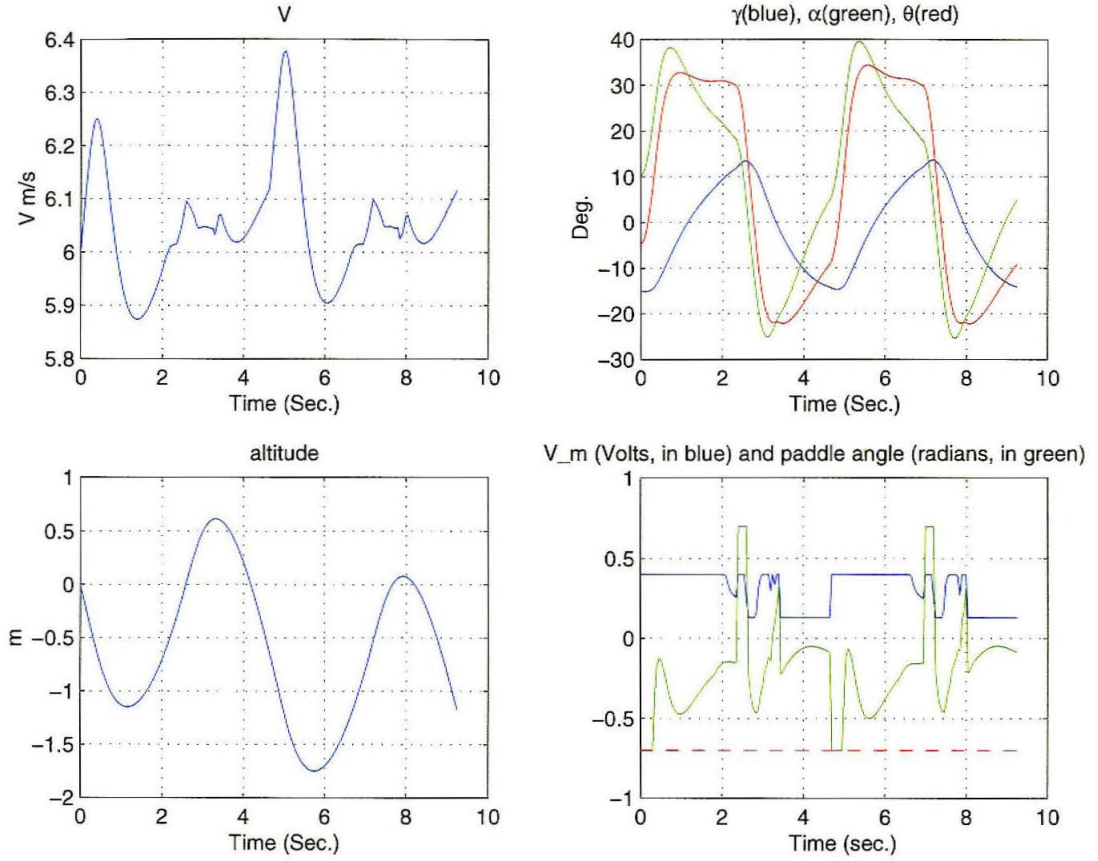 V
6.4
6.3
6.2
6.1
6
5.9
5.8
V m/s
0 2 4 6 8 10
Time (Sec.)
γ(blue), α(green), θ(red)
40
30
20
10
0
−10
−20
−30
Deg.
0 2 4 6 8 10
Time (Sec.)
altitude
1
0.5
0
−0.5
−1
−1.5
−2
m
0 2 4 6 8 10
Time (Sec.)
V_m (Volts, in blue) and paddle angle (radians, in green)
1
0.5
0
−0.5
−1
0 2 4 6 8 10
Time (sec.)